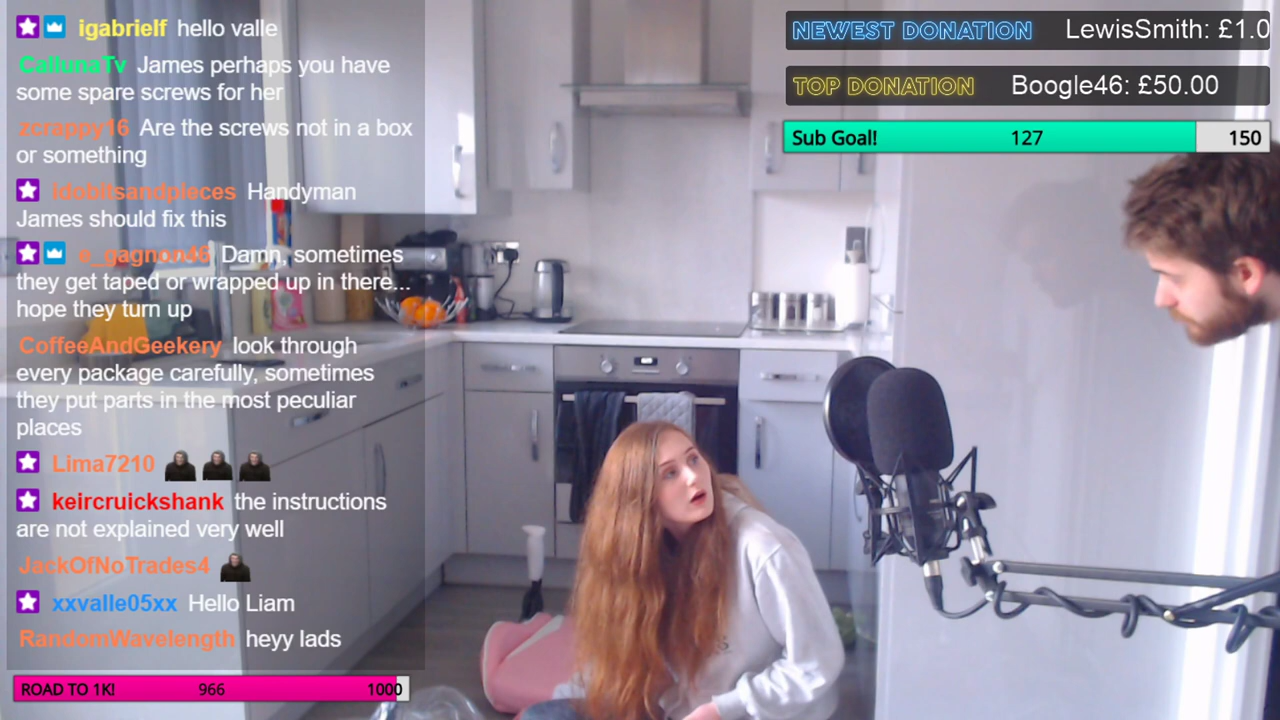 igabrielf hello valle
CallunaTv James perhaps you have
some spare screws for her
zcrappy16 Are the screws not in a box
or something
idobitsandpieces Handyman
James should fix this
e_gagnon46 Damn, sometimes
they get taped or wrapped up in there...
hope they turn up
CoffeeAndGeekery look through
every package carefully, sometimes
they put parts in the most peculiar
places
Lima7210
keircruickshank the instructions
are not explained very well
JackOfNoTrades4
xxvalle05xx Hello Liam
RandomWavelength heyy lads
ROAD TO 1K! 966 1000
NEWEST DONATION LewisSmith: £1.0
TOP DONATION Boogle46: £50.00
Sub Goal! 127 150